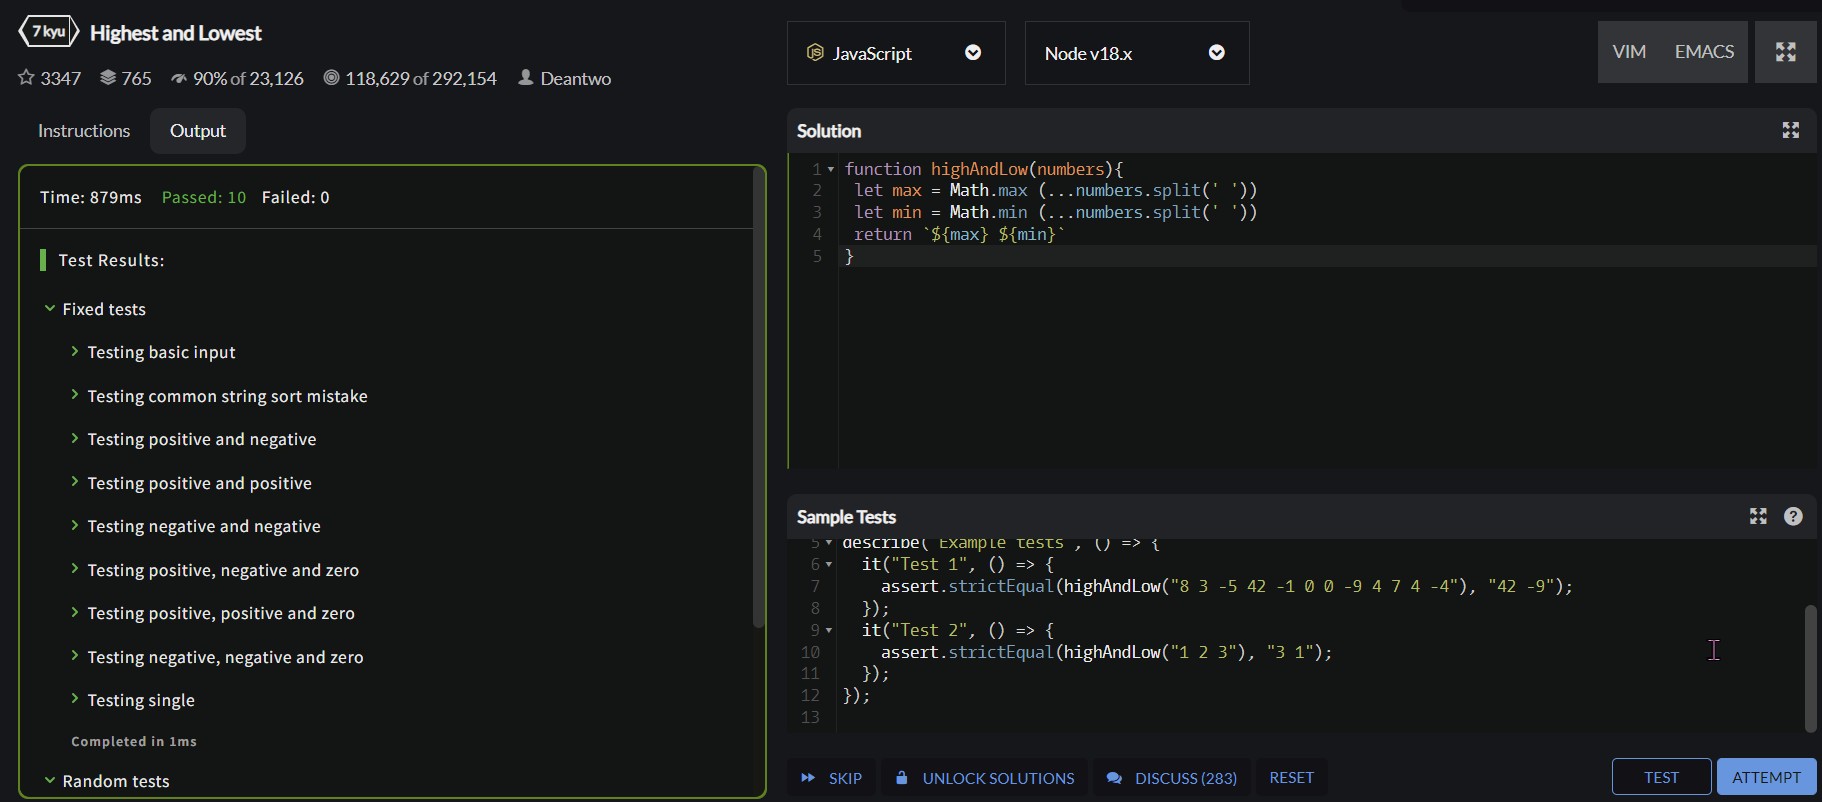 7 kyu Highest and Lowest
3347 765 90% of 23,126 118,629 of 292,154 Deantwo
Instructions Output
Time: 879ms Passed: 10 Failed: 0
Test Results:
Fixed tests
Testing basic input
Testing common string sort mistake
Testing positive and negative
Testing positive and positive
Testing negative and negative
Testing positive, negative and zero
Testing positive, positive and zero
Testing negative, negative and zero
Testing single
Completed in 1ms
Random tests
JS JavaScript Node v18.x VIM EMACS
Solution
1 function highAndLow(numbers){
2 let max = Math.max (...numbers.split(' '))
3 let min = Math.min (...numbers.split(' '))
4 return `${max} ${min}`
5 }
Sample Tests ?
5 describe("Example tests", () => {
6 it("Test 1", () => {
7 assert.strictEqual(highAndLow("8 3 -5 42 -1 0 0 -9 4 7 4 -4"), "42 -9");
8 });
9 it("Test 2", () => {
10 assert.strictEqual(highAndLow("1 2 3"), "3 1");
11 });
12 });
13
SKIP UNLOCK SOLUTIONS DISCUSS (283) RESET TEST ATTEMPT